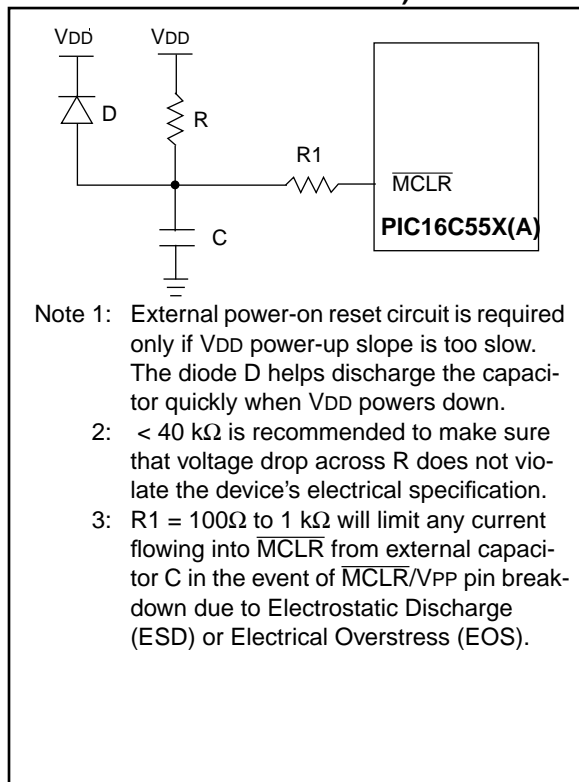 VDD VDD
D R
R1
MCLR
PIC16C55X(A)
C
Note 1: External power-on reset circuit is required
only if VDD power-up slope is too slow.
The diode D helps discharge the capaci-
tor quickly when VDD powers down.
2: < 40 kΩ is recommended to make sure
that voltage drop across R does not vio-
late the device's electrical specification.
3: R1 = 100Ω to 1 kΩ will limit any current
flowing into MCLR from external capaci-
tor C in the event of MCLR/VPP pin break-
down due to Electrostatic Discharge
(ESD) or Electrical Overstress (EOS).